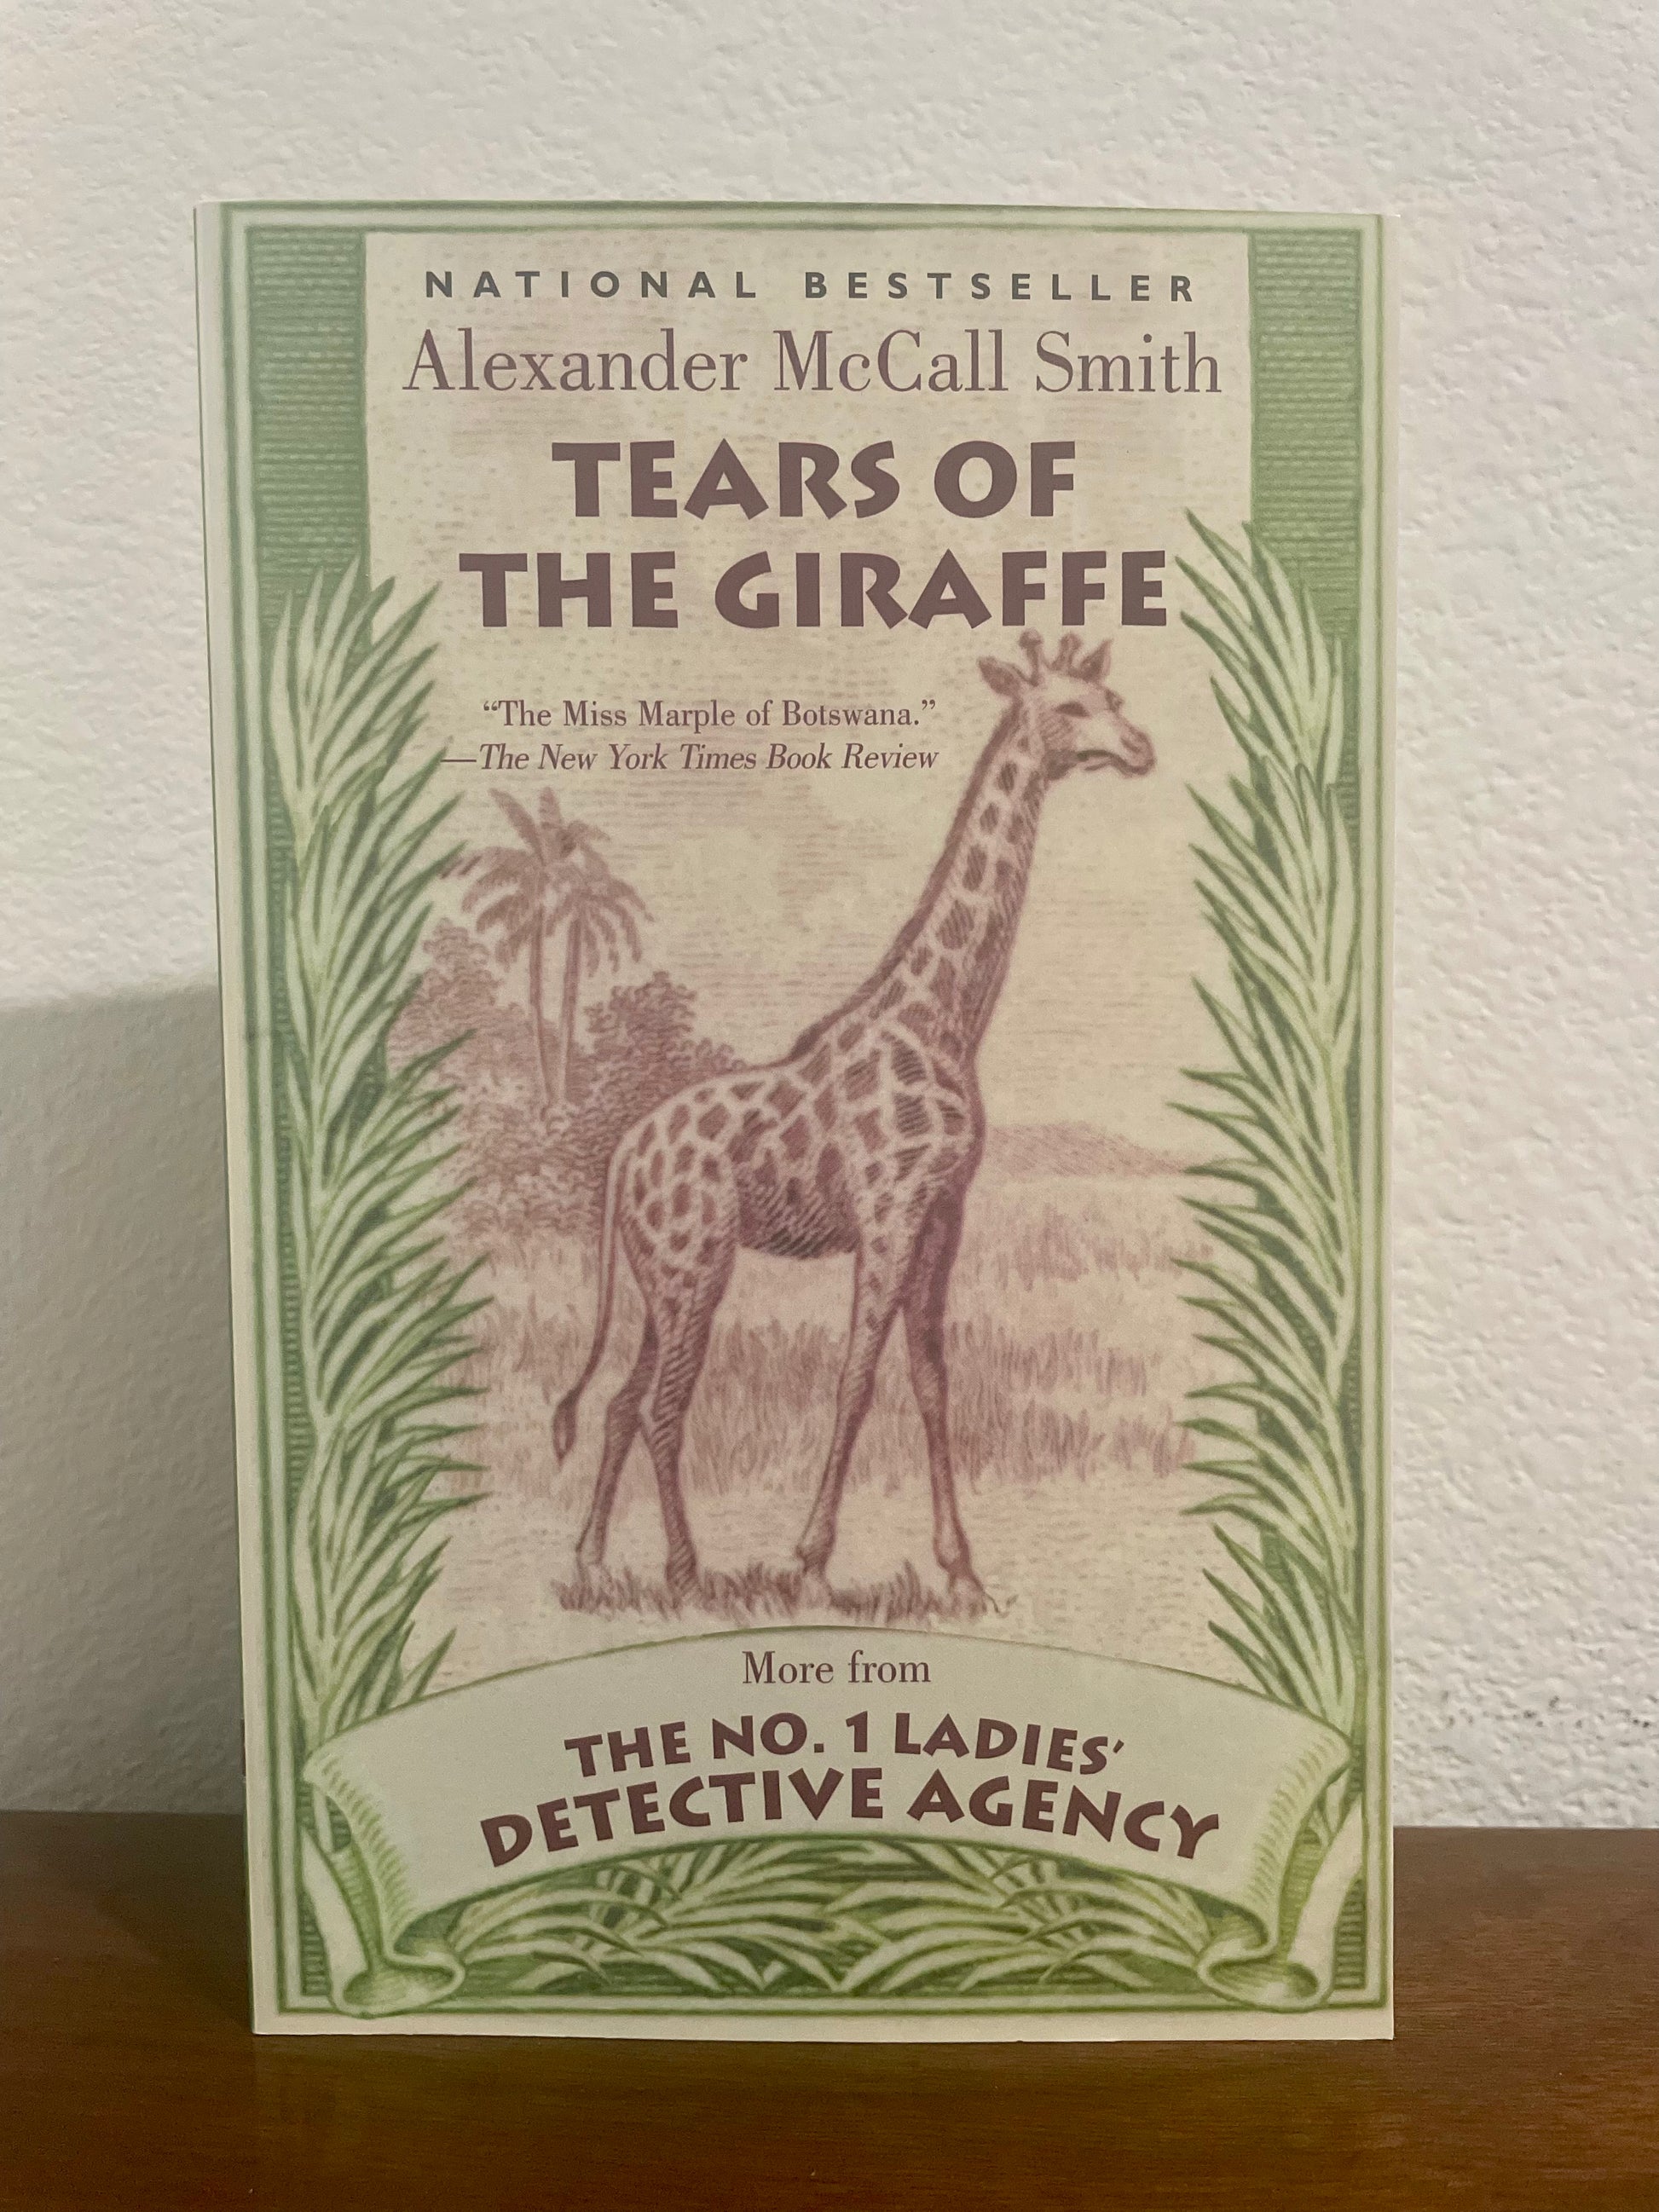 NATIONAL BESTSELLER
Alexander McCall Smith
TEARS OF
THE GIRAFFE
“The Miss Marple of Botswana.”
—The New York Times Book Review
More from
THE NO. 1 LADIES’
DETECTIVE AGENCY